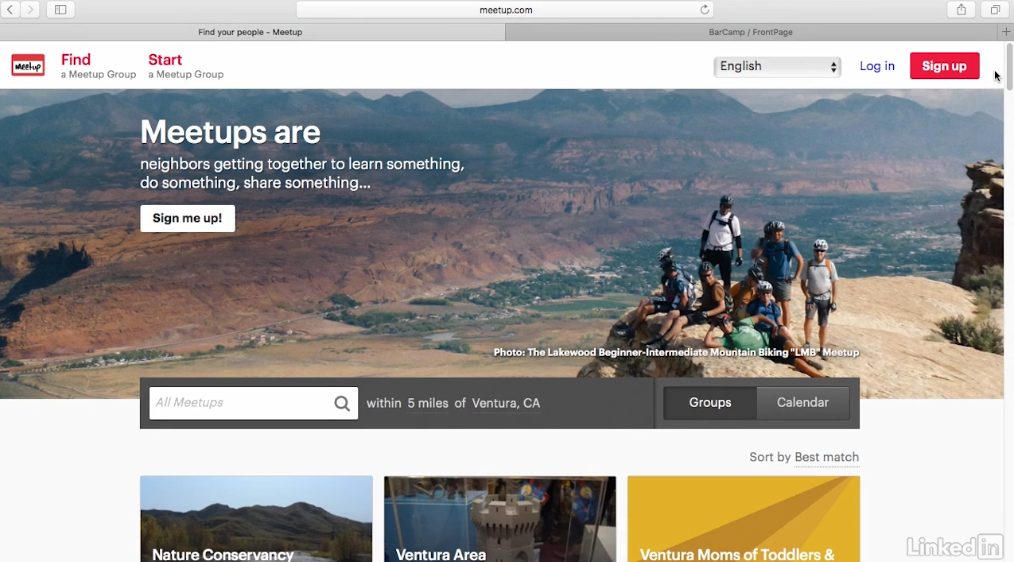 meetup.com
Find your people - Meetup
BarCamp / FrontPage
Meetup
Find
a Meetup Group
Start
a Meetup Group
English
Log in
Sign up
Meetups are
neighbors getting together to learn something,
do something, share something...
Sign me up!
Photo: The Lakewood Beginner-Intermediate Mountain Biking "LMB" Meetup
All Meetups
within 5 miles of Ventura, CA
Groups
Calendar
Sort by Best match
Nature Conservancy
Ventura Area
Ventura Moms of Toddlers &
Linked in